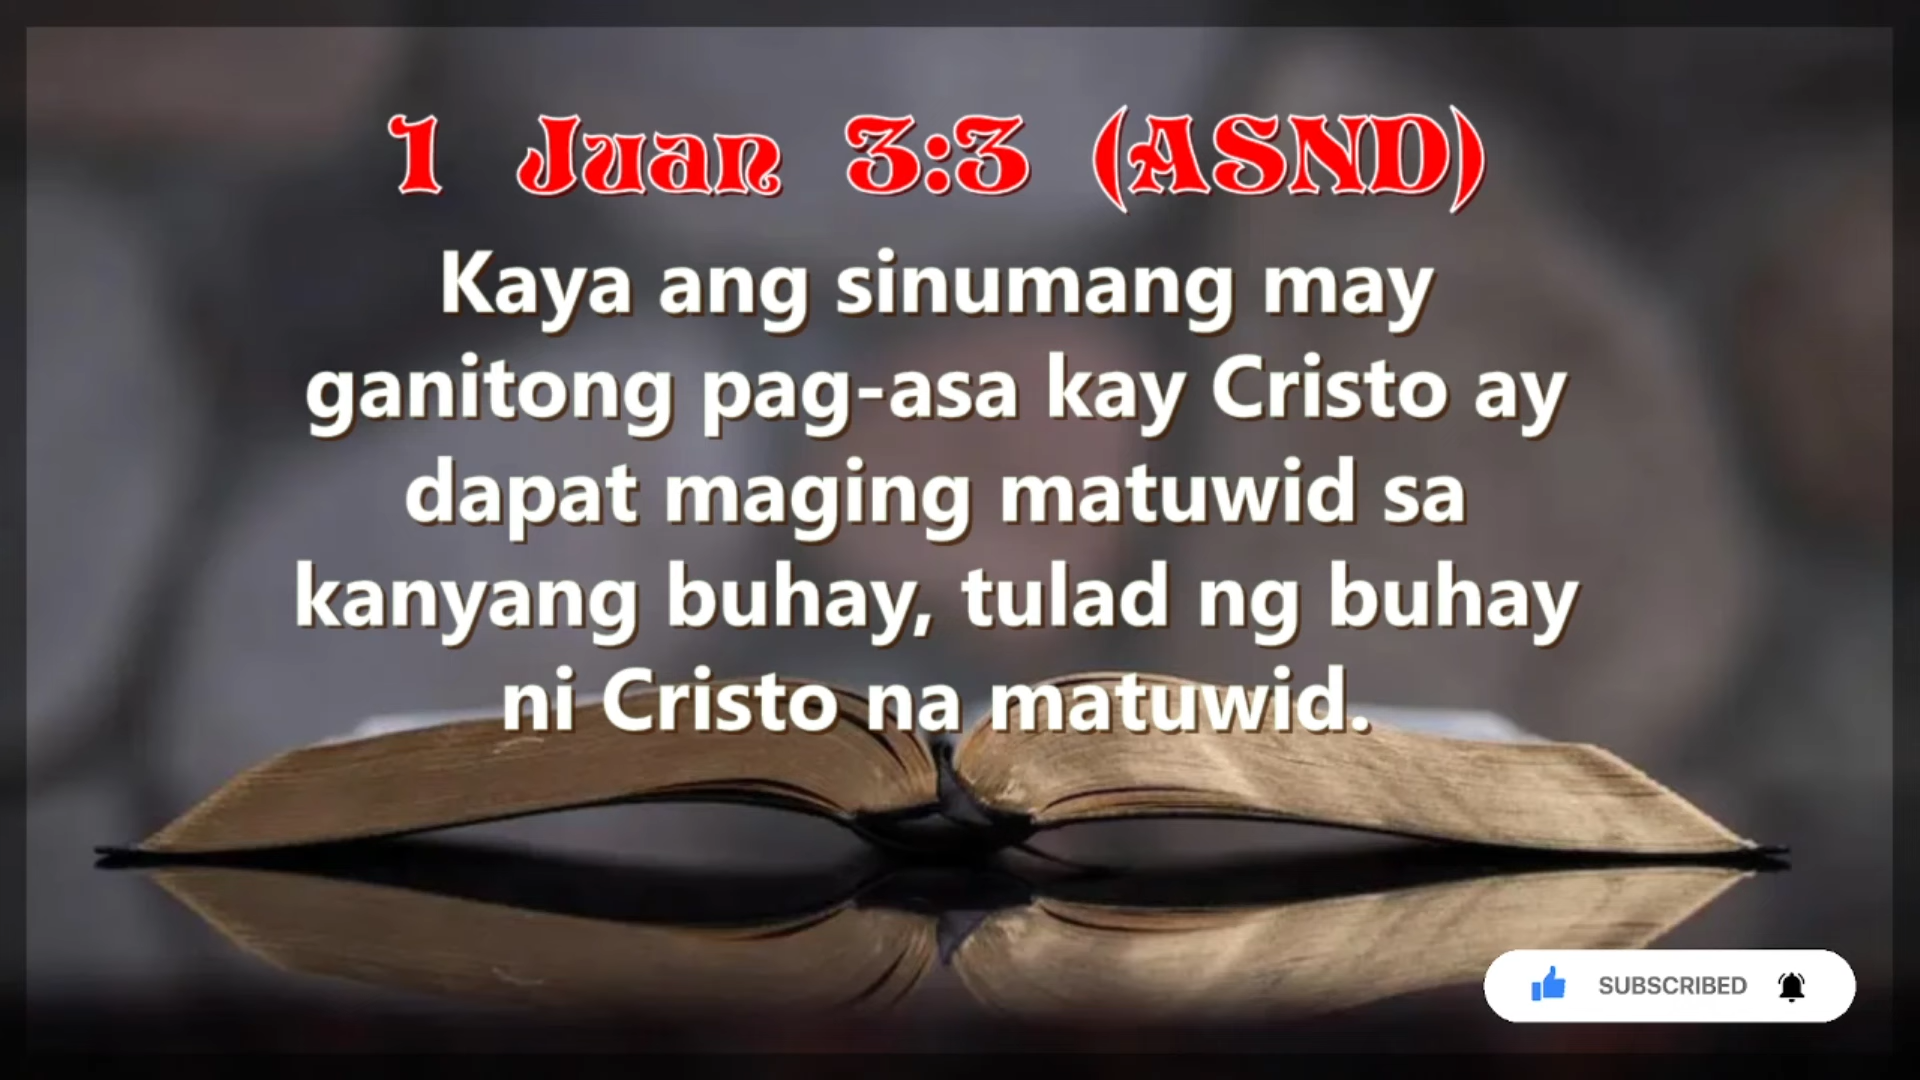 1 Juan 3:3 (ASND)
Kaya ang sinumang may
ganitong pag-asa kay Cristo ay
dapat maging matuwid sa
kanyang buhay, tulad ng buhay
ni Cristo na matuwid.
SUBSCRIBED